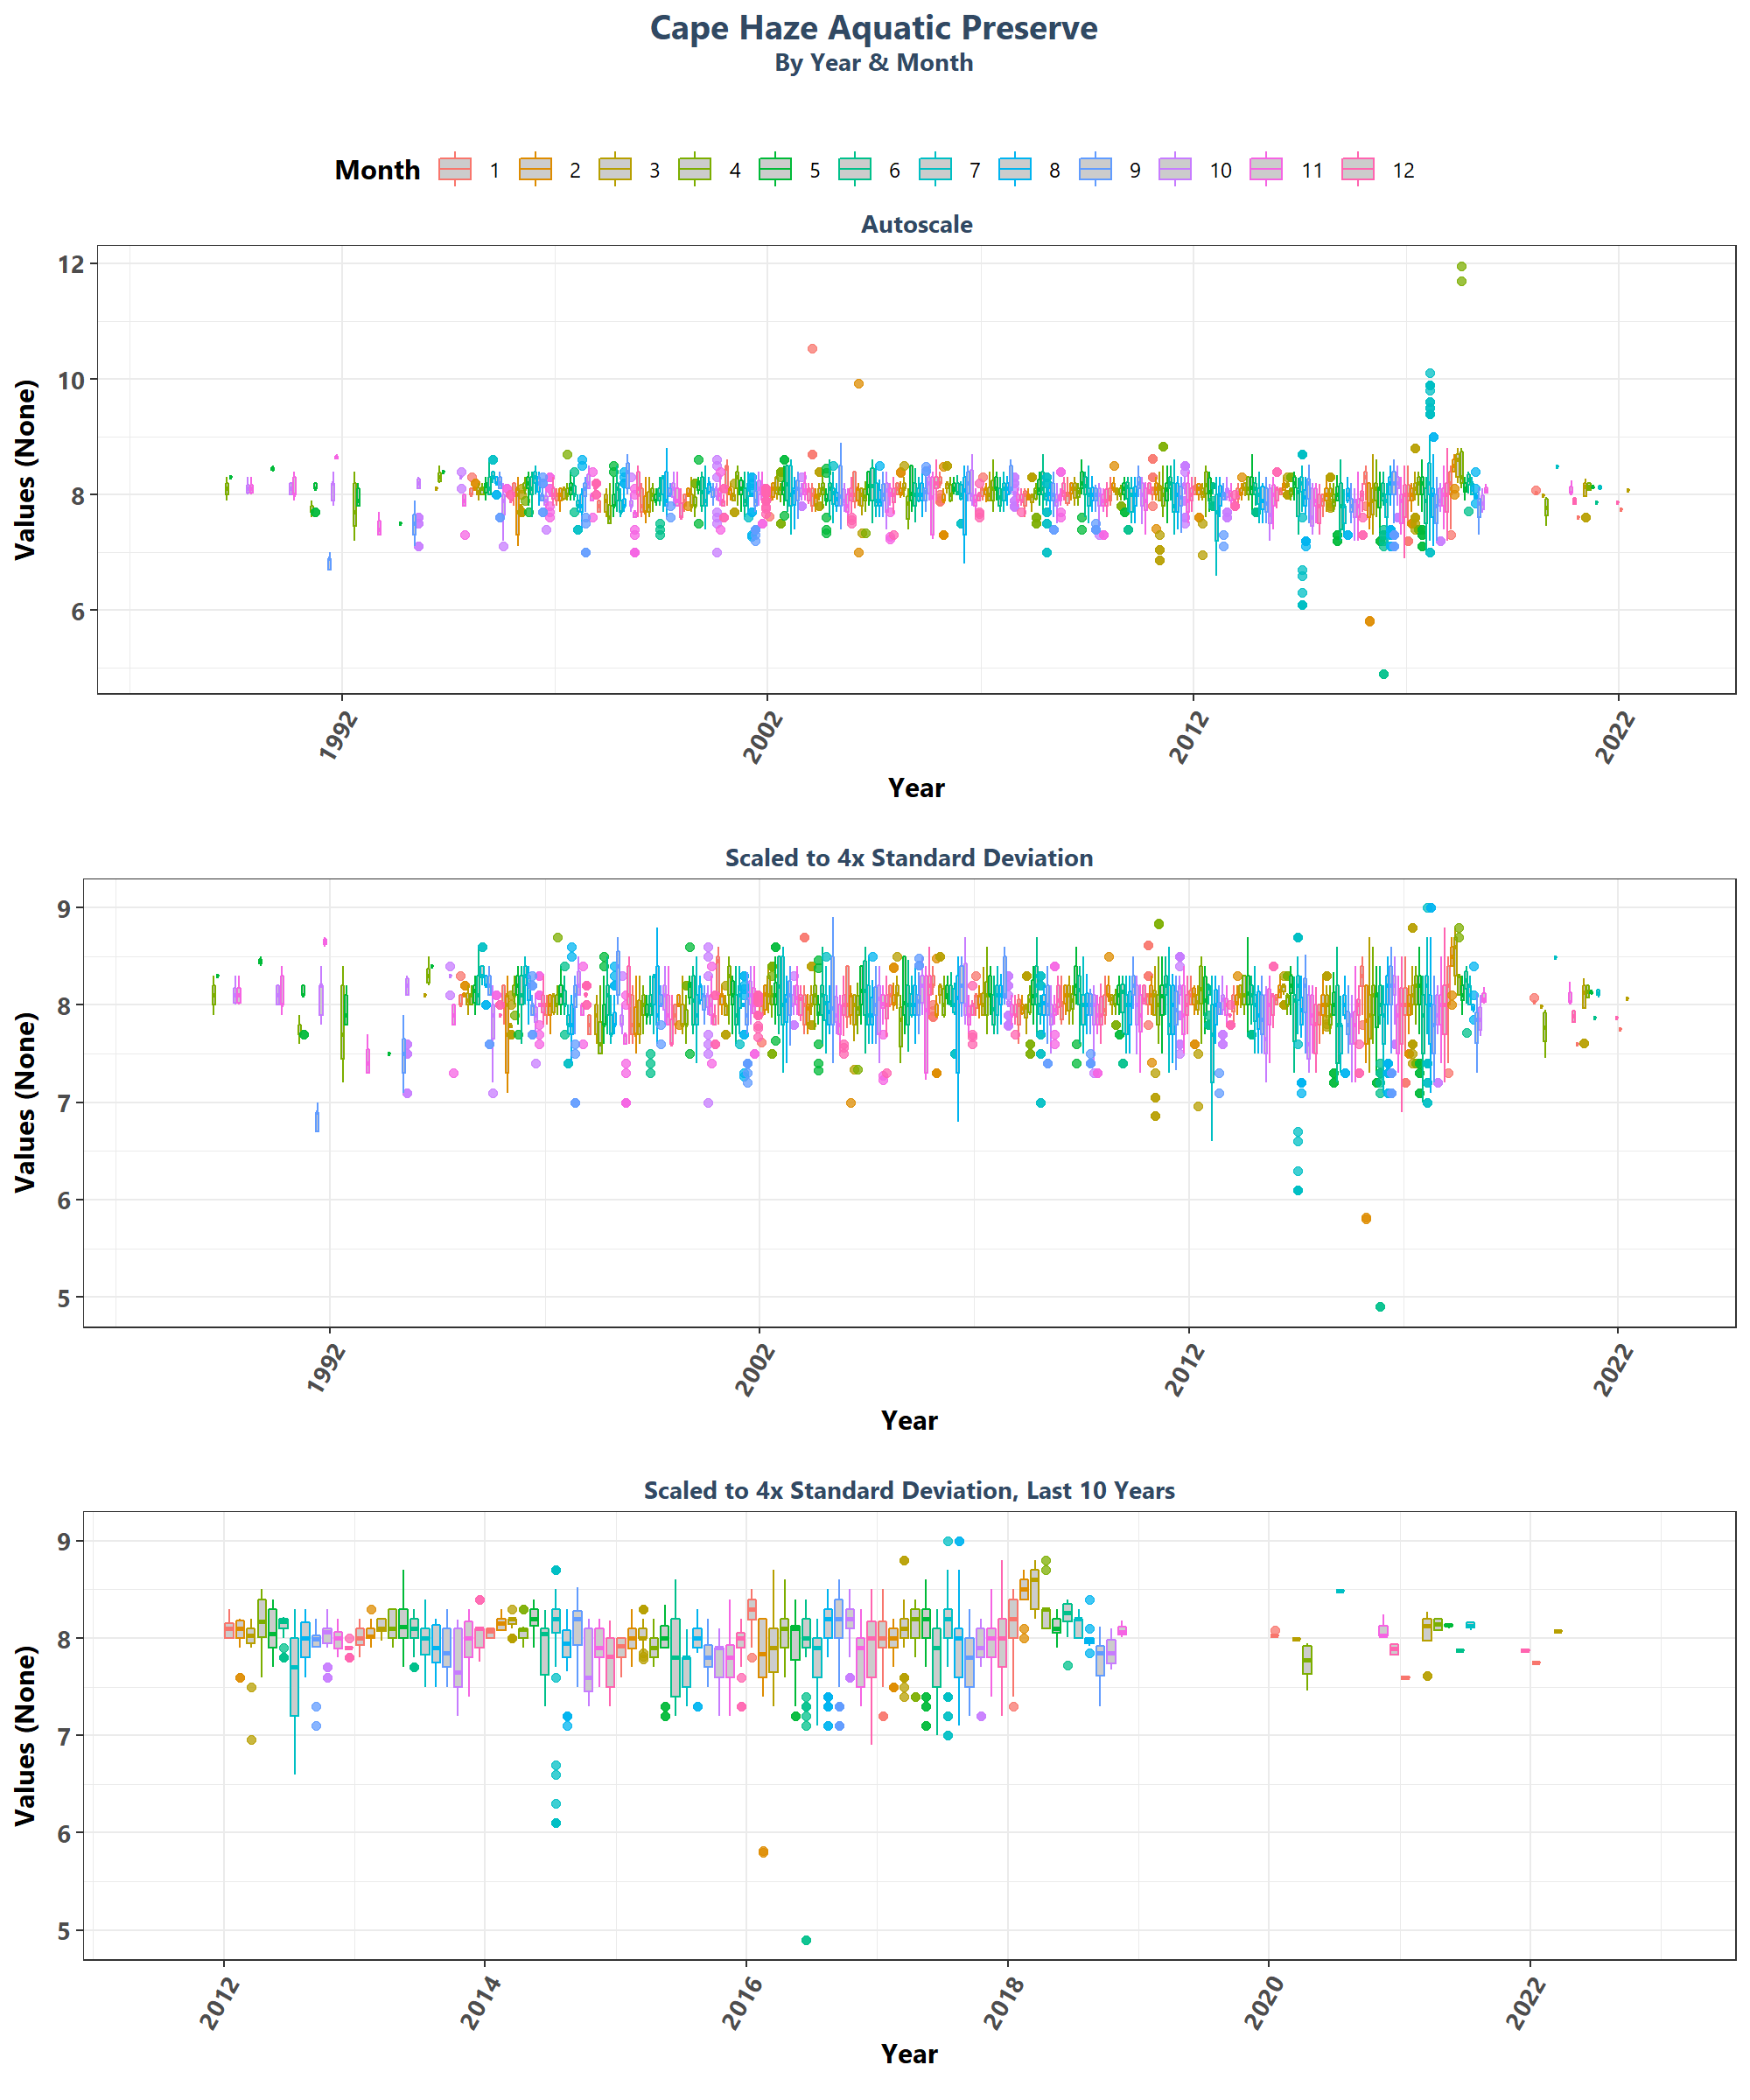 Cape Haze Aquatic Preserve
By Year & Month
Month 1 2 3 4 5 6 7 8 9 10 11 12
Autoscale
Values (None)
12
10
8
6
1992 2002 2012 2022
Year
Scaled to 4x Standard Deviation
Values (None)
9
8
7
6
5
1992 2002 2012 2022
Year
Scaled to 4x Standard Deviation, Last 10 Years
Values (None)
9
8
7
6
5
2012 2014 2016 2018 2020 2022
Year